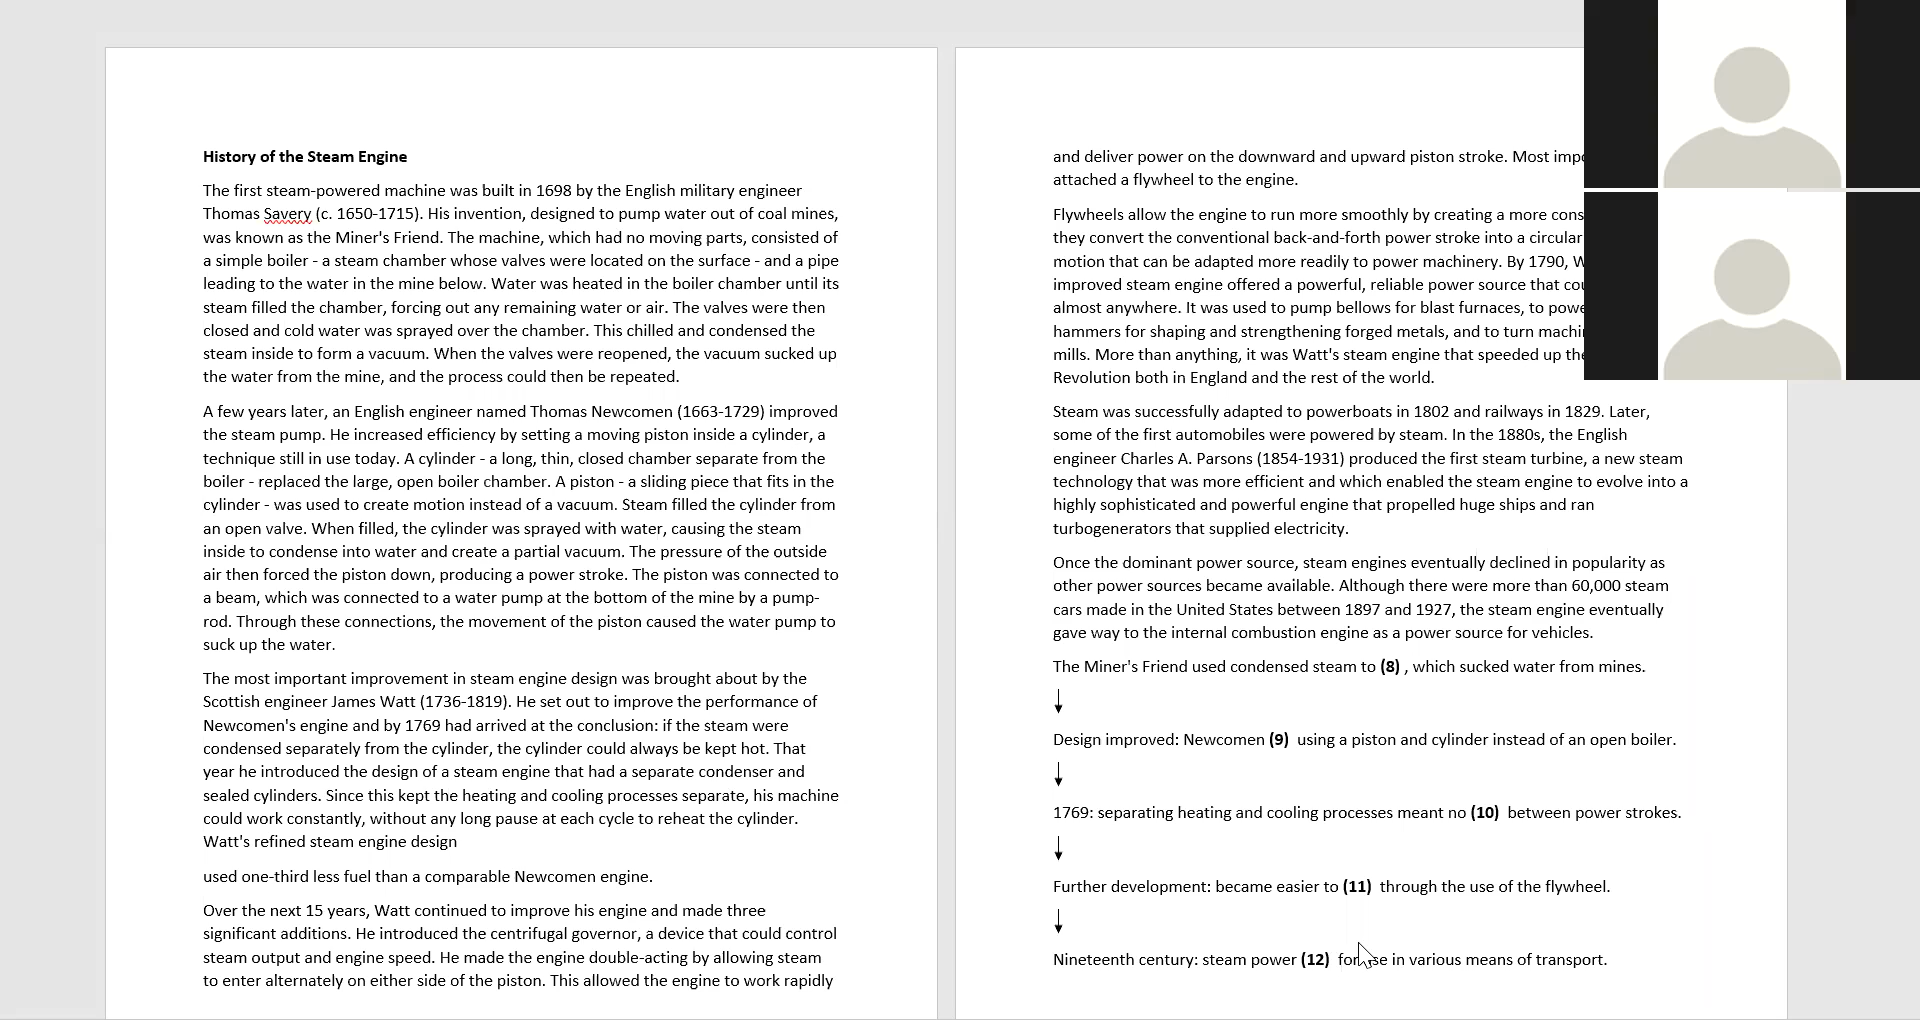 History of the Steam Engine
The first steam-powered machine was built in 1698 by the English military engineer
Thomas Savery (c. 1650-1715). His invention, designed to pump water out of coal mines,
was known as the Miner's Friend. The machine, which had no moving parts, consisted of
a simple boiler - a steam chamber whose valves were located on the surface - and a pipe
leading to the water in the mine below. Water was heated in the boiler chamber until its
steam filled the chamber, forcing out any remaining water or air. The valves were then
closed and cold water was sprayed over the chamber. This chilled and condensed the
steam inside to form a vacuum. When the valves were reopened, the vacuum sucked up
the water from the mine, and the process could then be repeated.
A few years later, an English engineer named Thomas Newcomen (1663-1729) improved
the steam pump. He increased efficiency by setting a moving piston inside a cylinder, a
technique still in use today. A cylinder - a long, thin, closed chamber separate from the
boiler - replaced the large, open boiler chamber. A piston - a sliding piece that fits in the
cylinder - was used to create motion instead of a vacuum. Steam filled the cylinder from
an open valve. When filled, the cylinder was sprayed with water, causing the steam
inside to condense into water and create a partial vacuum. The pressure of the outside
air then forced the piston down, producing a power stroke. The piston was connected to
a beam, which was connected to a water pump at the bottom of the mine by a pump-
rod. Through these connections, the movement of the piston caused the water pump to
suck up the water.
The most important improvement in steam engine design was brought about by the
Scottish engineer James Watt (1736-1819). He set out to improve the performance of
Newcomen's engine and by 1769 had arrived at the conclusion: if the steam were
condensed separately from the cylinder, the cylinder could always be kept hot. That
year he introduced the design of a steam engine that had a separate condenser and
sealed cylinders. Since this kept the heating and cooling processes separate, his machine
could work constantly, without any long pause at each cycle to reheat the cylinder.
Watt's refined steam engine design
used one-third less fuel than a comparable Newcomen engine.
Over the next 15 years, Watt continued to improve his engine and made three
significant additions. He introduced the centrifugal governor, a device that could control
steam output and engine speed. He made the engine double-acting by allowing steam
to enter alternately on either side of the piston. This allowed the engine to work rapidly
and deliver power on the downward and upward piston stroke. Most
attached a flywheel to the engine.
Flywheels allow the engine to run more smoothly by creating a more
they convert the conventional back-and-forth power stroke into a circular
motion that can be adapted more readily to power machinery. By 1790,
improved steam engine offered a powerful, reliable power source that
almost anywhere. It was used to pump bellows for blast furnaces, to
hammers for shaping and strengthening forged metals, and to turn
mills. More than anything, it was Watt's steam engine that speeded up
Revolution both in England and the rest of the world.
Steam was successfully adapted to powerboats in 1802 and railways in 1829. Later,
some of the first automobiles were powered by steam. In the 1880s, the English
engineer Charles A. Parsons (1854-1931) produced the first steam turbine, a new steam
technology that was more efficient and which enabled the steam engine to evolve into a
highly sophisticated and powerful engine that propelled huge ships and ran
turbogenerators that supplied electricity.
Once the dominant power source, steam engines eventually declined in popularity as
other power sources became available. Although there were more than 60,000 steam
cars made in the United States between 1897 and 1927, the steam engine eventually
gave way to the internal combustion engine as a power source for vehicles.
The Miner's Friend used condensed steam to (8) , which sucked water from mines.
Design improved: Newcomen (9) using a piston and cylinder instead of an open boiler.
1769: separating heating and cooling processes meant no (10) between power strokes.
Further development: became easier to (11) through the use of the flywheel.
Nineteenth century: steam power (12) for use in various means of transport.